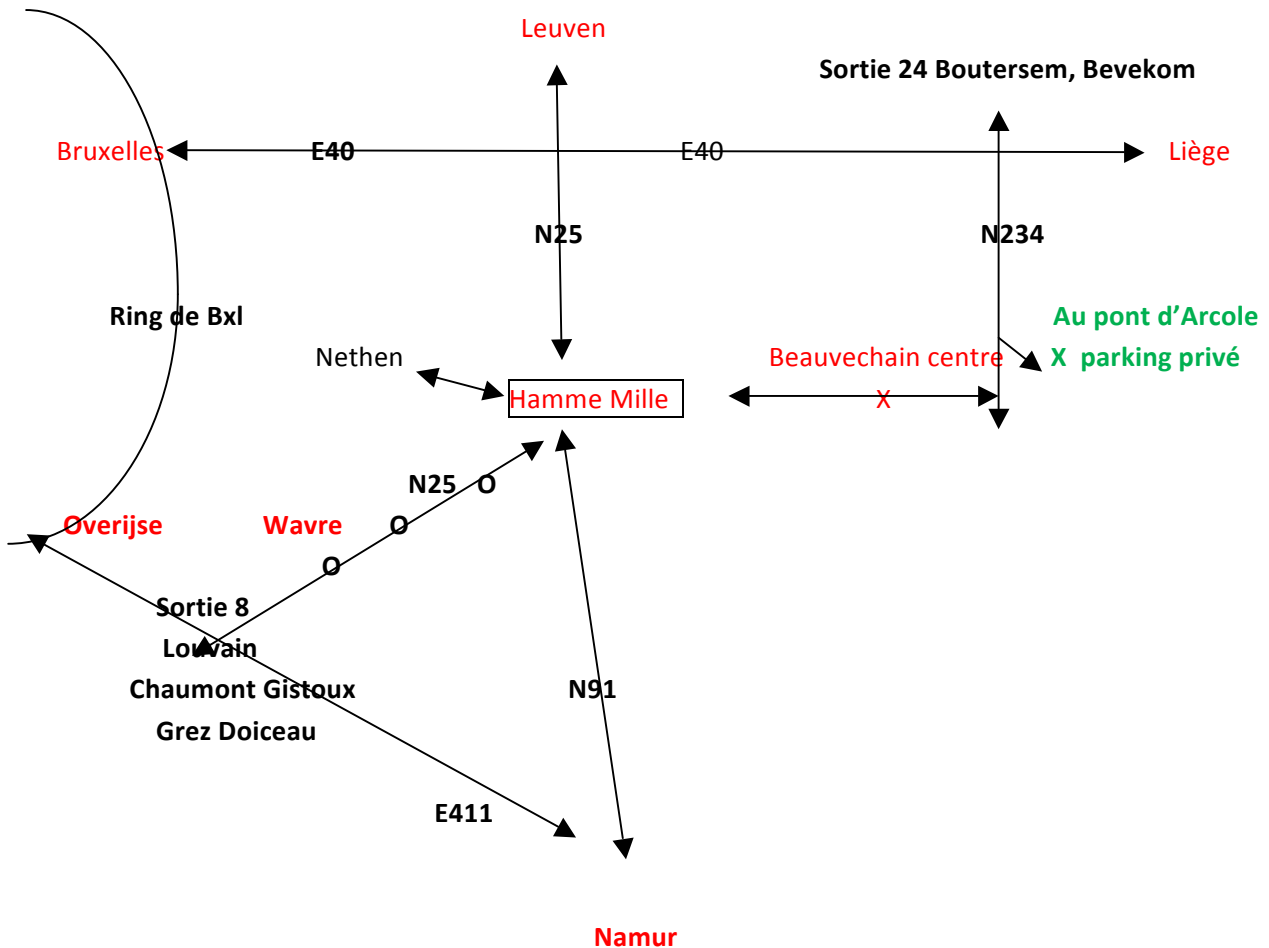 Leuven
Sortie 24 Boutersem, Bevekom
Bruxelles E40 E40 Liège
N25 N234
Ring de Bxl Au pont d’Arcole
Nethen Beauvechain centre X parking privé
Hamme Mille X
N25 O
Overijse Wavre O
O
Sortie 8
Louvain
Chaumont Gistoux N91
Grez Doiceau
E411
Namur